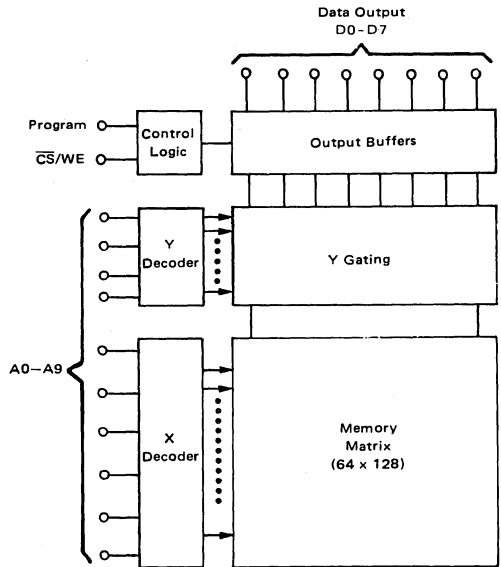 Data Output
D0-D7
Program
CS/WE
Control
Logic
Output Buffers
Y
Decoder
Y Gating
A0-A9
X
Decoder
Memory
Matrix
(64 x 128)